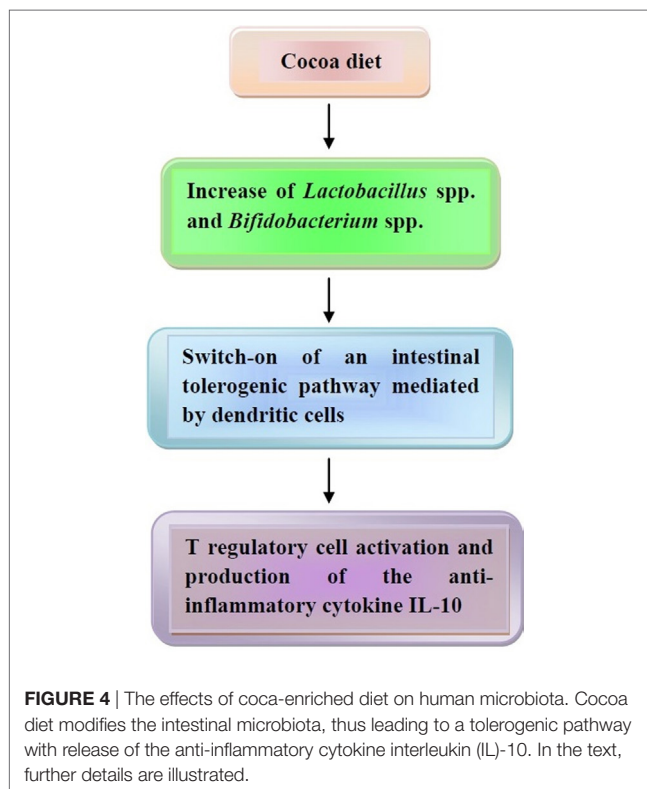 Cocoa diet
Increase of Lactobacillus spp.
and Bifidobacterium spp.
Switch-on of an intestinal
tolerogenic pathway mediated
by dendritic cells
T regulatory cell activation and
production of the anti-
inflammatory cytokine IL-10
FIGURE 4 | The effects of coca-enriched diet on human microbiota. Cocoa
diet modifies the intestinal microbiota, thus leading to a tolerogenic pathway
with release of the anti-inflammatory cytokine interleukin (IL)-10. In the text,
further details are illustrated.